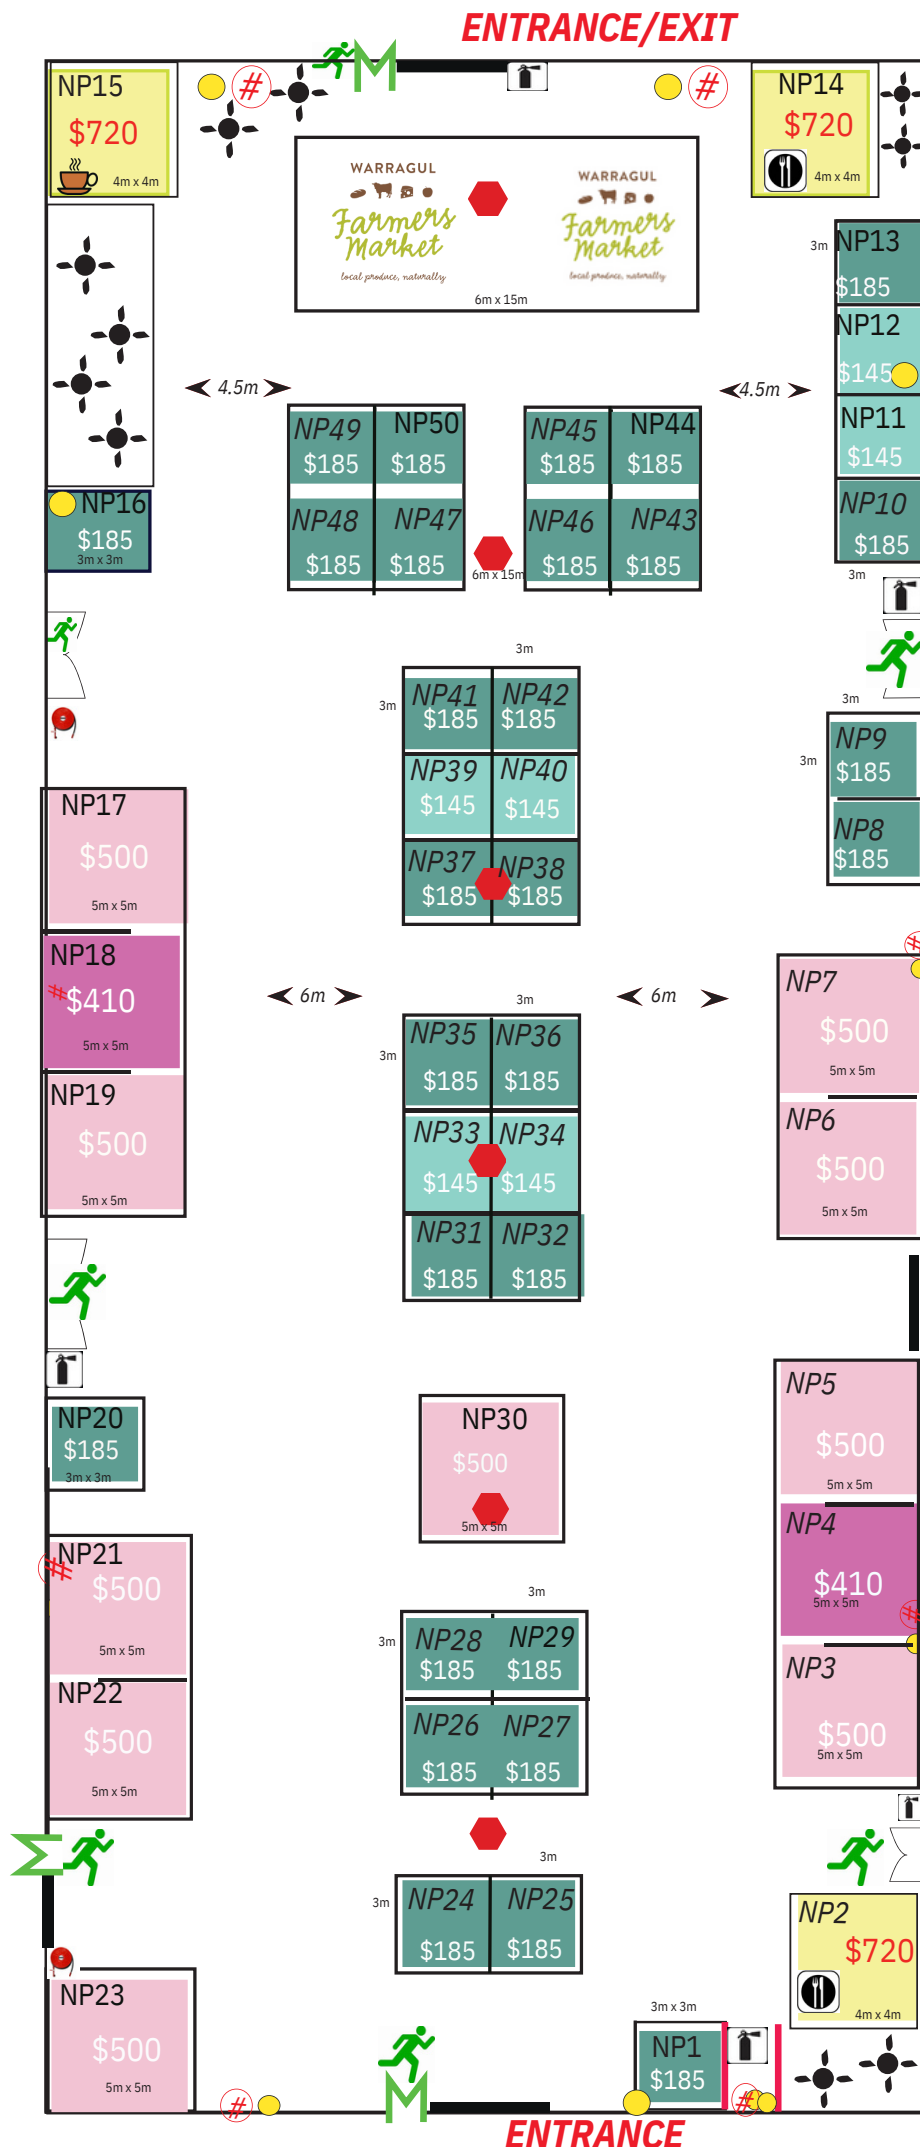 ENTRANCE/EXIT
NP15
$720
4m x 4m
#
#
NP14
$720
4m x 4m
WARRAGUL
Farmers
Market
local produce, naturally
WARRAGUL
Farmers
Market
local produce, naturally
6m x 15m
3m
NP13
$185
NP12
$145
NP11
$145
NP10
$185
3m
4.5m
4.5m
NP49
$185
NP50
$185
NP45
$185
NP44
$185
NP48
$185
NP47
$185
NP46
$185
NP43
$185
6m x 15m
NP16
$185
3m x 3m
3m
3m
NP41
$185
NP42
$185
NP39
$145
NP40
$145
NP37
$185
NP38
$185
3m
3m
NP9
$185
NP8
$185
NP17
$500
5m x 5m
NP18
#
$410
5m x 5m
NP19
$500
5m x 5m
6m
6m
3m
3m
NP35
$185
NP36
$185
NP33
$145
NP34
$145
NP31
$185
NP32
$185
#
NP7
$500
5m x 5m
NP6
$500
5m x 5m
NP20
$185
3m x 3m
NP30
$500
5m x 5m
NP5
$500
5m x 5m
NP4
$410
5m x 5m
#
NP3
$500
5m x 5m
NP21
#
$500
5m x 5m
NP22
$500
5m x 5m
3m
3m
NP28
$185
NP29
$185
NP26
$185
NP27
$185
M
3m
3m
NP24
$185
NP25
$185
NP2
$720
4m x 4m
NP23
$500
5m x 5m
3m x 3m
NP1
$185
#
#
M
M
ENTRANCE